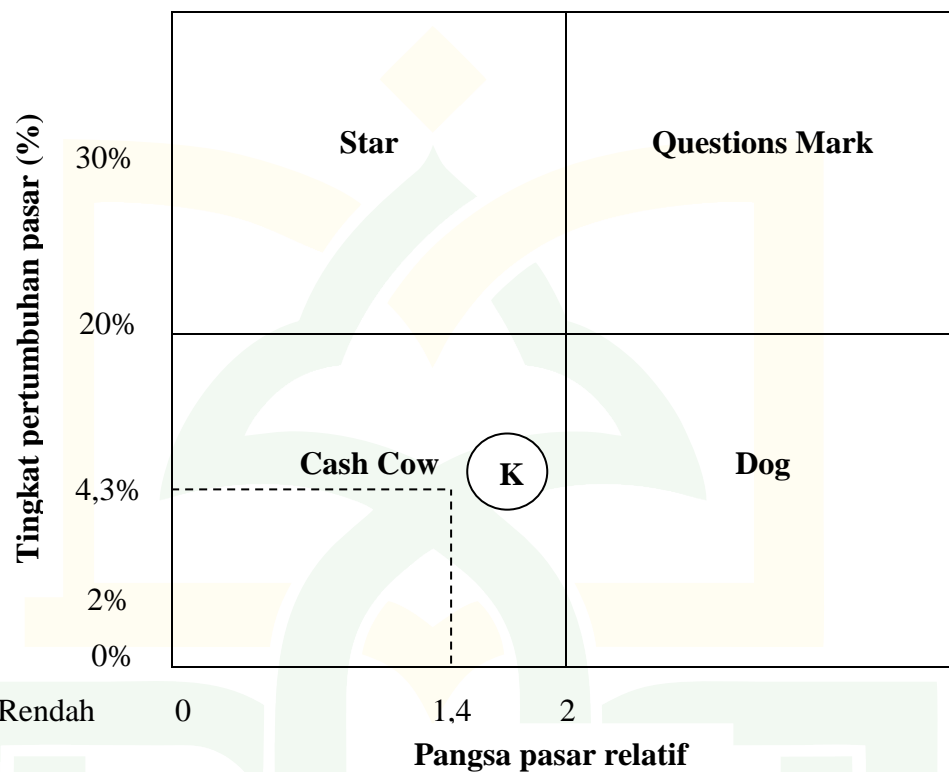 Tingkat pertumbuhan pasar (%)
Star
Questions Mark
30%
20%
Cash Cow
K
Dog
4,3%
2%
0%
Rendah
0
1,4
2
Pangsa pasar relatif